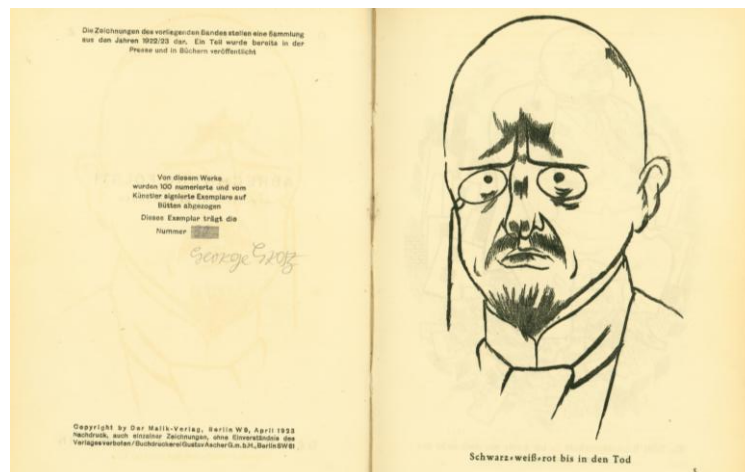 Die Zeichnungen des vorliegenden Bandes stellen eine Sammlung
aus den Jahren 1922/23 dar. Ein Teil wurde bereits in der
Presse und in Büchern veröffentlicht
Von diesem Werke
wurden 100 numerierte und vom
Künstler signierte Exemplare auf
Bütten abgezogen
Dieses Exemplar trägt die
Nummer
George Grosz
Copyright by Der Malik-Verlag, Berlin W 9, April 1923
Nachdruck, auch einzelner Zeichnungen, ohne Einverständnis des
Verlages verboten / Buchdruckerei Gustav Ascher G.m.b.H., Berlin SW 61
Schwarz-weiß-rot bis in den Tod